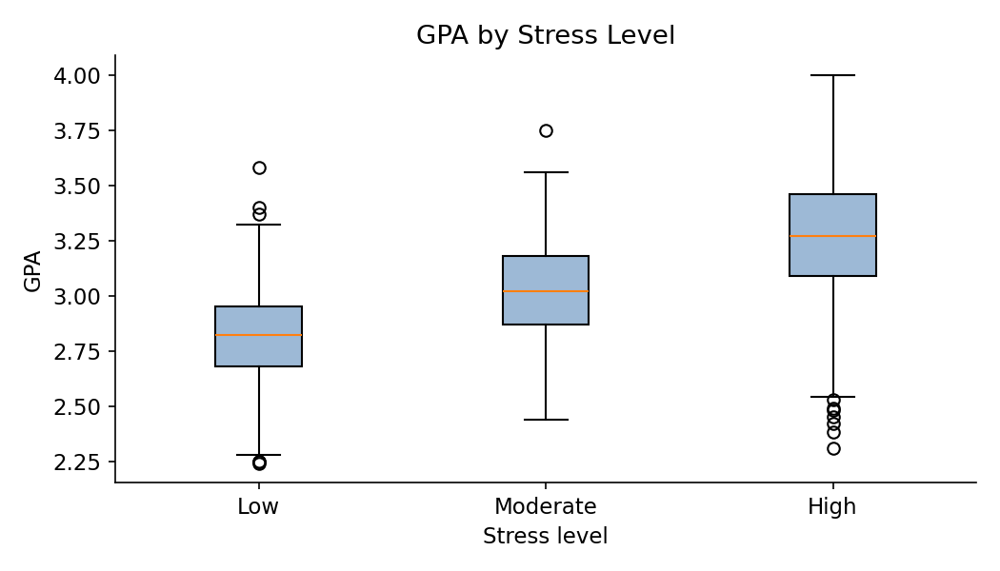 GPA by Stress Level
GPA
4.00
3.75
3.50
3.25
3.00
2.75
2.50
2.25
Low Moderate High
Stress level